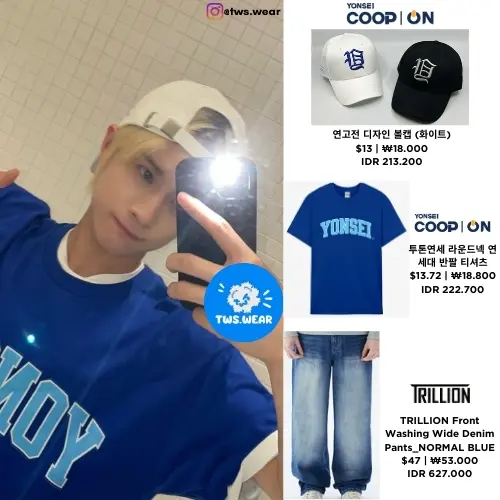 @tws.wear
YONSEI
COOP | ON
연고전 디자인 볼캡 (화이트)
$13 | ₩18.000
IDR 213.200
YONSEI
YONSEI
COOP | ON
투톤연세 라운드넥 연
세대 반팔 티셔츠
$13.72 | ₩18.800
IDR 222.700
TWS.WEAR
YON
TRILLION
TRILLION Front
Washing Wide Denim
Pants_NORMAL BLUE
$47 | ₩53.000
IDR 627.000